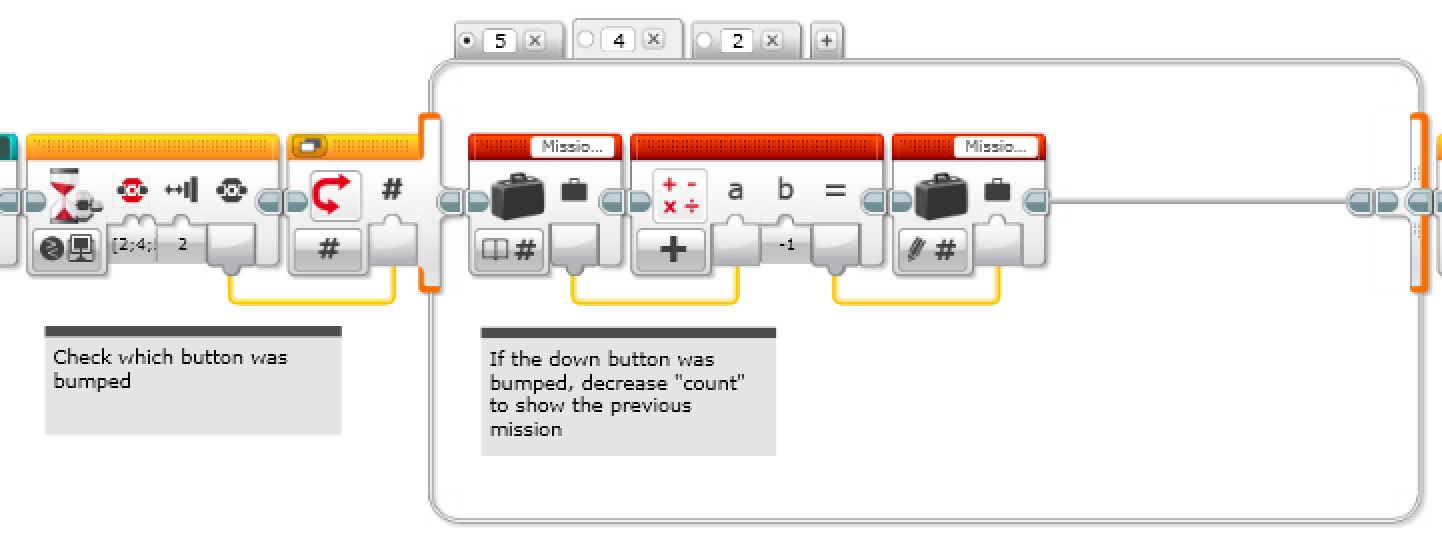 5 4 2 +
Missio... Missio...
# a b =
[2;4; 2 # # + -1 #
Check which button was
bumped
If the down button was
bumped, decrease "count"
to show the previous
mission